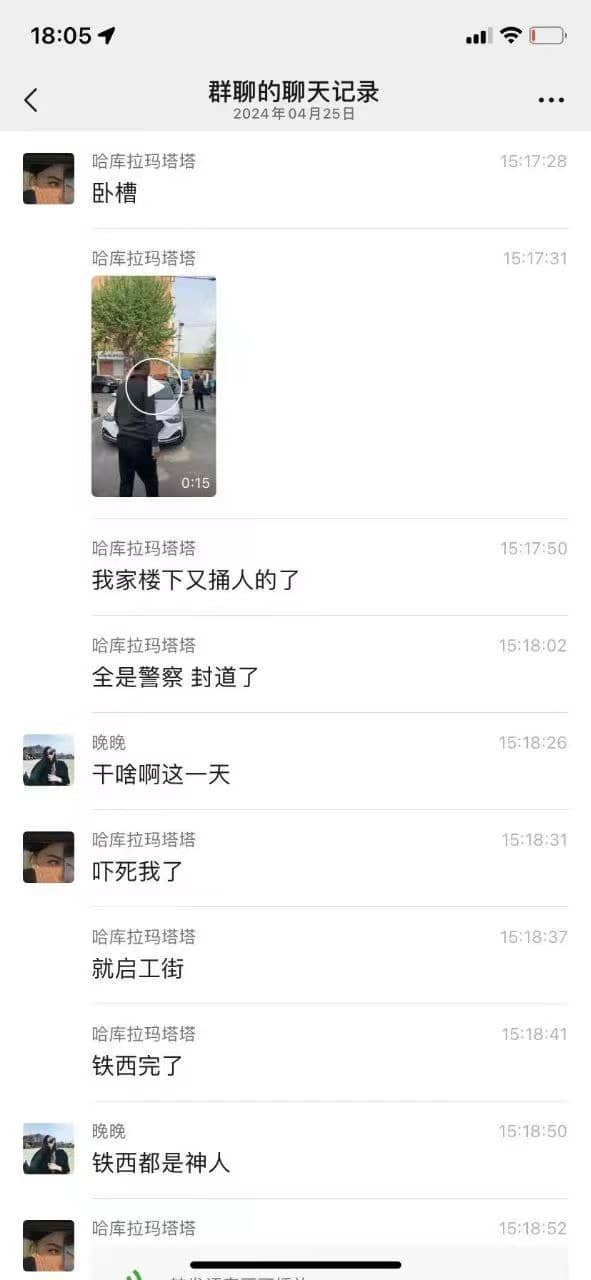 18:05
群聊的聊天记录
2024年04月25日
哈库拉玛塔塔 15:17:28
卧槽
哈库拉玛塔塔 15:17:31
0:15
哈库拉玛塔塔 15:17:50
我家楼下又捅人的了
哈库拉玛塔塔 15:18:02
全是警察 封道了
晚晚 15:18:26
干啥啊这一天
哈库拉玛塔塔 15:18:31
吓死我了
哈库拉玛塔塔 15:18:37
就启工街
哈库拉玛塔塔 15:18:41
铁西完了
晚晚 15:18:50
铁西都是神人
哈库拉玛塔塔 15:18:52